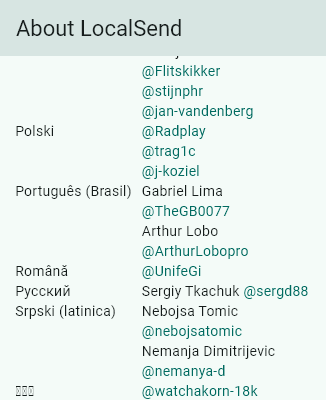 About LocalSend
@Flitskikker
@stijnphr
@jan-vandenberg
Polski @Radplay
@trag1c
@j-koziel
Português (Brasil) Gabriel Lima
@TheGB0077
Arthur Lobo
@ArthurLobopro
Română @UnifeGi
Русский Sergiy Tkachuk @sergd88
Srpski (latinica) Nebojsa Tomic
@nebojsatomic
Nemanja Dimitrijevic
@nemanya-d
@watchakorn-18k